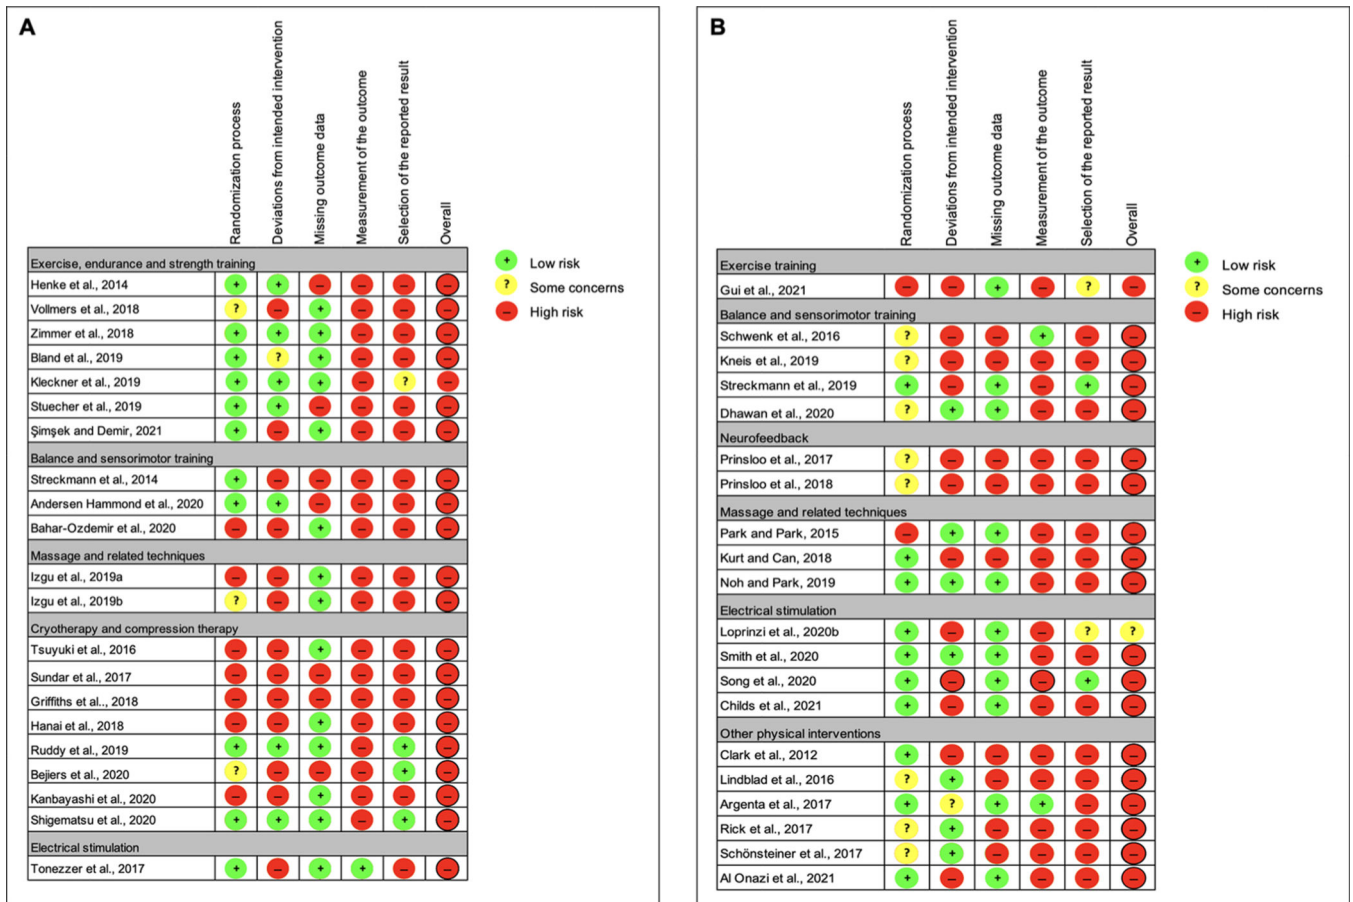 A
Randomization process
Deviations from intended intervention
Missing outcome data
Measurement of the outcome
Selection of the reported result
Overall
Exercise, endurance and strength training
Henke et al., 2014 + + − − − −
Vollmers et al., 2018 ? − + − − −
Zimmer et al., 2018 + + + − − −
Bland et al., 2019 + ? + − − −
Kleckner et al., 2019 + + + − ? −
Stuecher et al., 2019 + + − − − −
Şimşek and Demir, 2021 + − + − − −
Balance and sensorimotor training
Streckmann et al., 2014 + − − − − −
Andersen Hammond et al., 2020 + + − − − −
Bahar-Ozdemir et al., 2020 − − + − − −
Massage and related techniques
Izgu et al., 2019a − − + − − −
Izgu et al., 2019b ? − + − − −
Cryotherapy and compression therapy
Tsuyuki et al., 2016 − − + − − −
Sundar et al., 2017 − − − − − −
Griffiths et al.., 2018 − − − − − −
Hanai et al., 2018 − − + − − −
Ruddy et al., 2019 + + + − + −
Bejiers et al., 2020 ? − − − + −
Kanbayashi et al., 2020 − − + − − −
Shigematsu et al., 2020 + + + − + −
Electrical stimulation
Tonezzer et al., 2017 + − + + − −
+ Low risk
? Some concerns
− High risk
B
Randomization process
Deviations from intended intervention
Missing outcome data
Measurement of the outcome
Selection of the reported result
Overall
Exercise training
Gui et al., 2021 − − + − ? −
Balance and sensorimotor training
Schwenk et al., 2016 ? − − + − −
Kneis et al., 2019 ? − − − − −
Streckmann et al., 2019 + − + − + −
Dhawan et al., 2020 ? + + − − −
Neurofeedback
Prinsloo et al., 2017 ? − − − − −
Prinsloo et al., 2018 ? − − − − −
Massage and related techniques
Park and Park, 2015 − + + − − −
Kurt and Can, 2018 + − − − − −
Noh and Park, 2019 + + + − − −
Electrical stimulation
Loprinzi et al., 2020b + − + − ? ?
Smith et al., 2020 + + + − − −
Song et al., 2020 + − + − + −
Childs et al., 2021 + − + − − −
Other physical interventions
Clark et al., 2012 + − − − − −
Lindblad et al., 2016 ? + − − − −
Argenta et al., 2017 + ? + + − −
Rick et al., 2017 ? + − − − −
Schönsteiner et al., 2017 ? + − − − −
Al Onazi et al., 2021 + − + − − −
+ Low risk
? Some concerns
− High risk